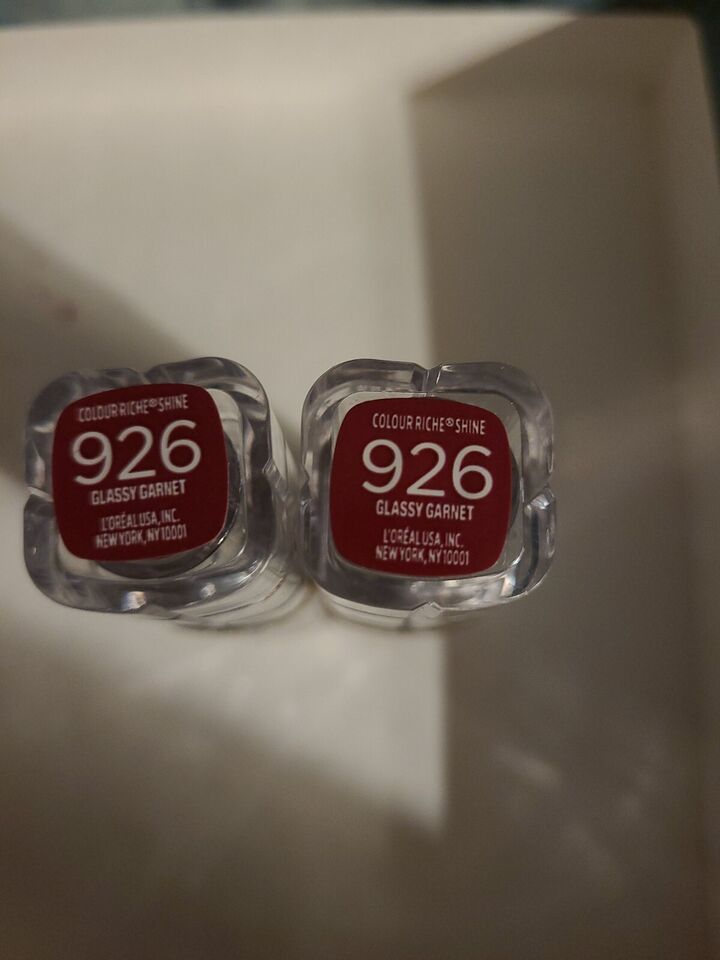 COLOUR RICHE® SHINE
926
GLASSY GARNET
L'ORÉAL USA, INC.
NEW YORK, NY 10001
COLOUR RICHE® SHINE
926
GLASSY GARNET
L'ORÉAL USA, INC.
NEW YORK, NY 10001